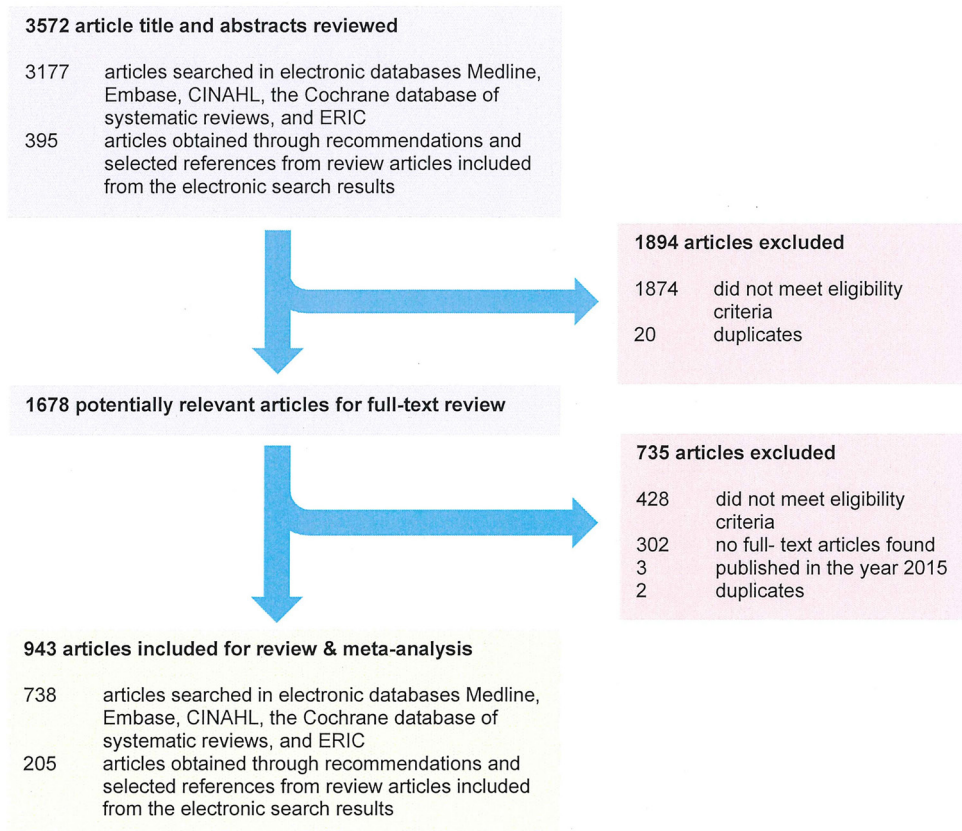 3572 article title and abstracts reviewed
3177 articles searched in electronic databases Medline,
Embase, CINAHL, the Cochrane database of
systematic reviews, and ERIC
395 articles obtained through recommendations and
selected references from review articles included
from the electronic search results
1894 articles excluded
1874 did not meet eligibility
criteria
20 duplicates
1678 potentially relevant articles for full-text review
735 articles excluded
428 did not meet eligibility
criteria
302 no full- text articles found
3 published in the year 2015
2 duplicates
943 articles included for review & meta-analysis
738 articles searched in electronic databases Medline,
Embase, CINAHL, the Cochrane database of
systematic reviews, and ERIC
205 articles obtained through recommendations and
selected references from review articles included
from the electronic search results